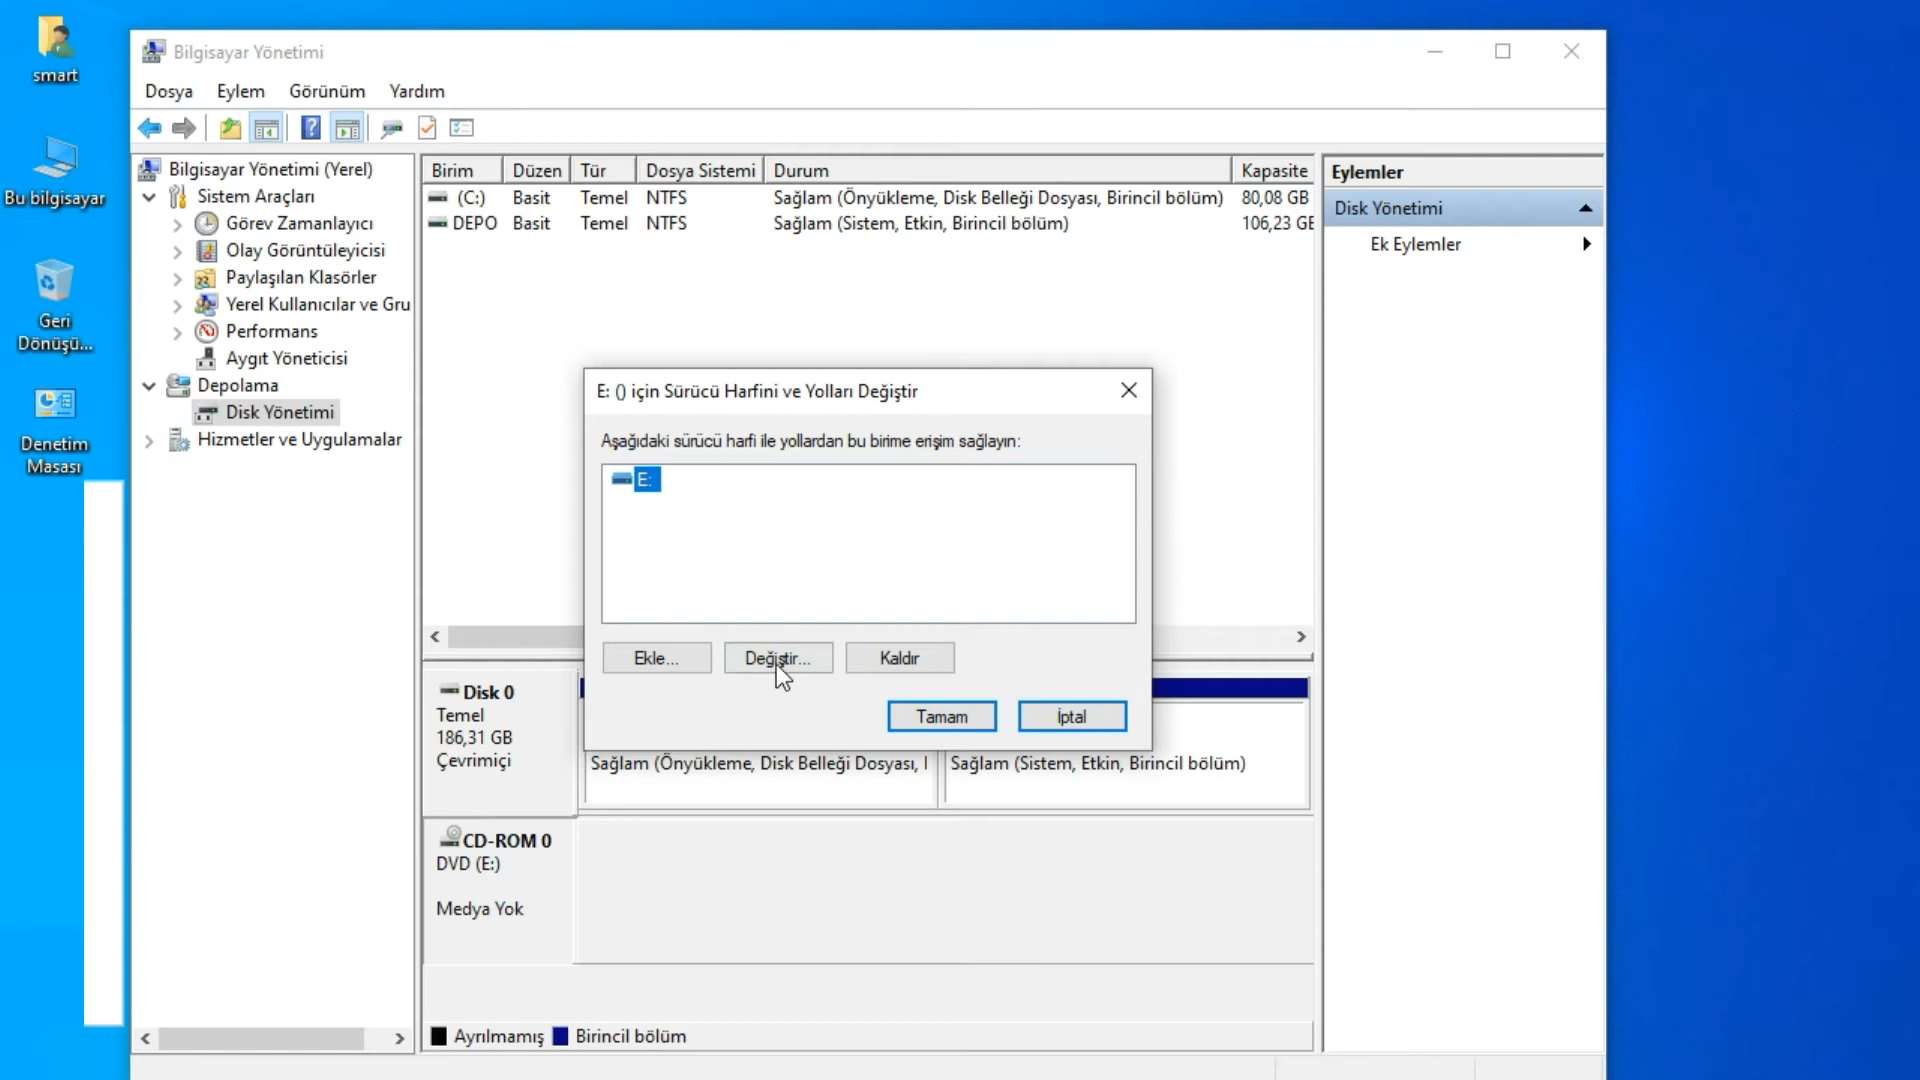 smart
Bu bilgisayar
Geri
Dönüşü...
Denetim
Masası
Bilgisayar Yönetimi
Dosya Eylem Görünüm Yardım
Bilgisayar Yönetimi (Yerel)
Sistem Araçları
Görev Zamanlayıcı
Olay Görüntüleyicisi
Paylaşılan Klasörler
Yerel Kullanıcılar ve Gru
Performans
Aygıt Yöneticisi
Depolama
Disk Yönetimi
Hizmetler ve Uygulamalar
Birim Düzen Tür Dosya Sistemi Durum Kapasite
(C:) Basit Temel NTFS Sağlam (Önyükleme, Disk Belleği Dosyası, Birincil bölüm) 80,08 GB
DEPO Basit Temel NTFS Sağlam (Sistem, Etkin, Birincil bölüm) 106,23 GE
Eylemler
Disk Yönetimi
Ek Eylemler
E: () için Sürücü Harfini ve Yolları Değiştir
Aşağıdaki sürücü harfi ile yollardan bu birime erişim sağlayın:
E:
Ekle... Değiştir... Kaldır
Tamam İptal
Disk 0
Temel
186,31 GB
Çevrimiçi
Sağlam (Önyükleme, Disk Belleği Dosyası, I
Sağlam (Sistem, Etkin, Birincil bölüm)
CD-ROM 0
DVD (E:)
Medya Yok
Ayrılmamış Birincil bölüm